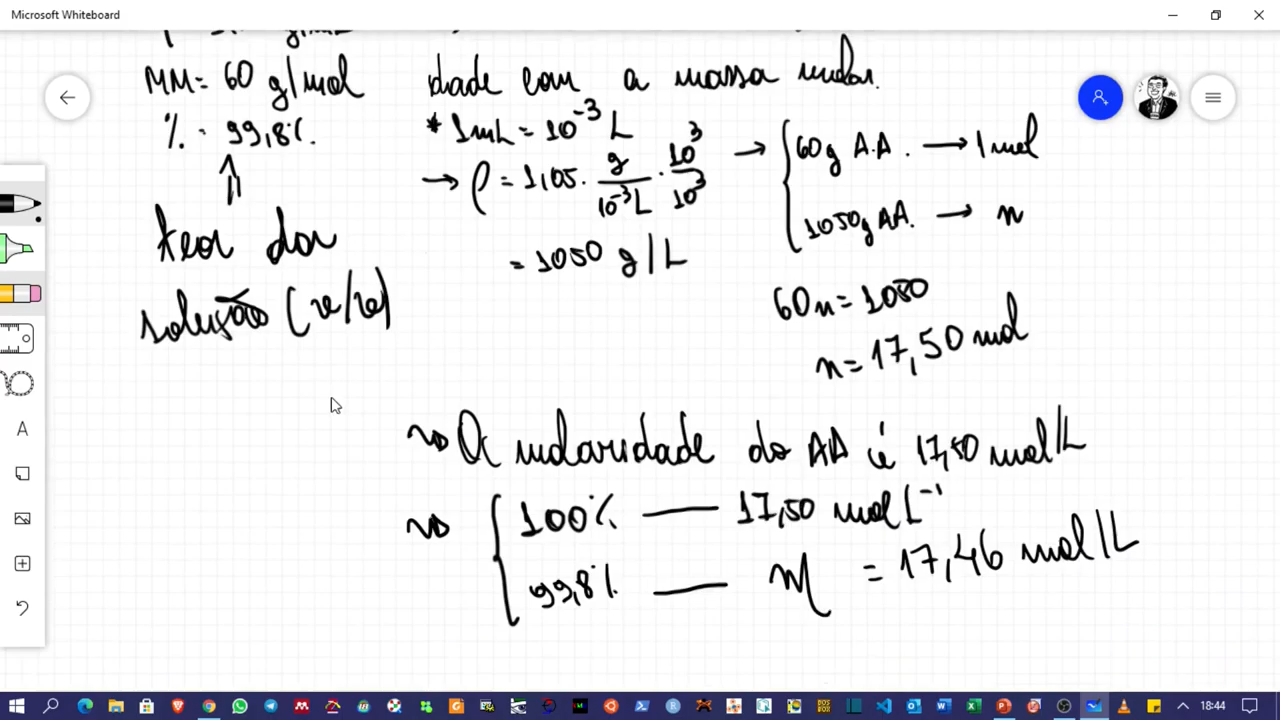 Microsoft Whiteboard
MM = 60 g/mol
% = 99,8%.
teor da
solução (v/v)
dade com a massa molar.
* 1mL = 10⁻³ L
→ ρ = 1,05 . g/10⁻³L . 10³/10³
= 1050 g/L
→ { 60g A.A. → 1 mol
1050g AA. → n
60n = 1050
n = 17,50 mol
A molaridade do AA é 17,50 mol/L
{ 100% — 17,50 mol L⁻¹
99,8% — M = 17,46 mol/L
A
18:44